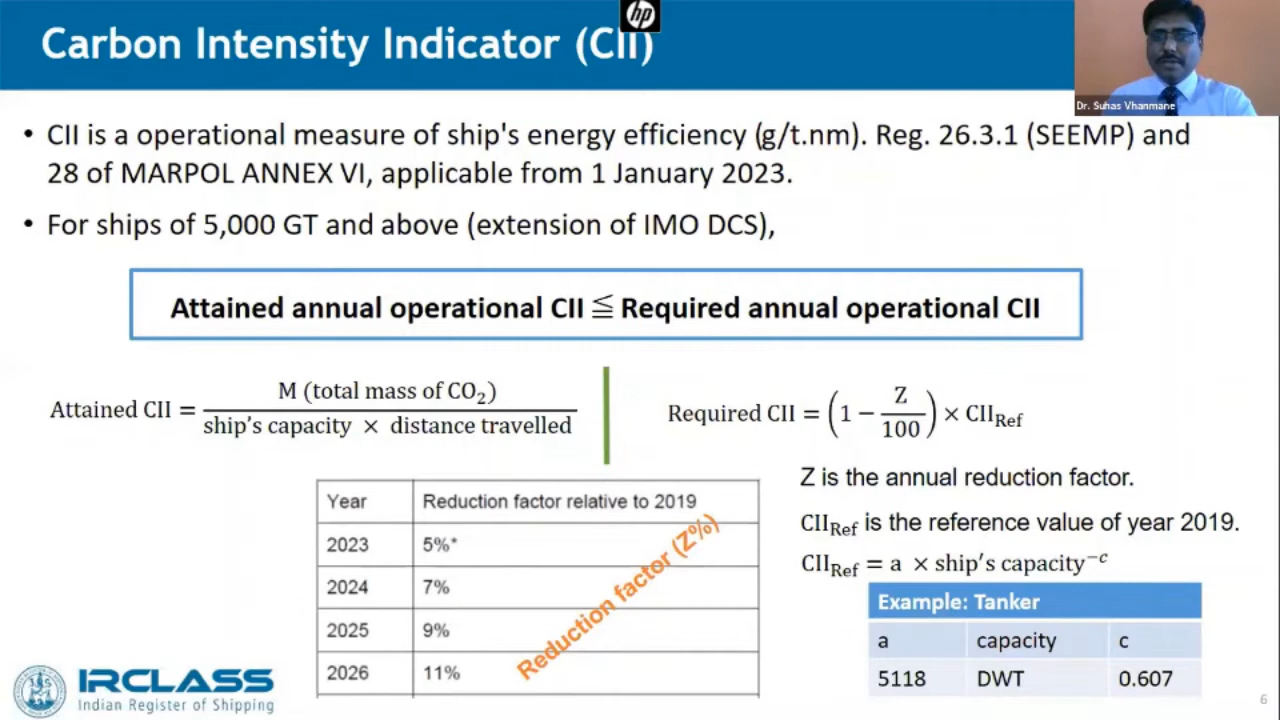 Carbon Intensity Indicator (CII)
hp
Dr. Suhas Vhanmane
• CII is a operational measure of ship's energy efficiency (g/t.nm). Reg. 26.3.1 (SEEMP) and
28 of MARPOL ANNEX VI, applicable from 1 January 2023.
• For ships of 5,000 GT and above (extension of IMO DCS),
Attained annual operational CII ≦ Required annual operational CII
Attained CII = M (total mass of CO₂) / ship's capacity × distance travelled
Required CII = (1 − Z/100) × CII_Ref
Z is the annual reduction factor.
CII_Ref is the reference value of year 2019.
CII_Ref = a × ship's capacity^−c
Year Reduction factor relative to 2019
2023 5%*
2024 7%
2025 9%
2026 11%
Reduction factor (Z%)
Example: Tanker
a capacity c
5118 DWT 0.607
IRCLASS
Indian Register of Shipping
6